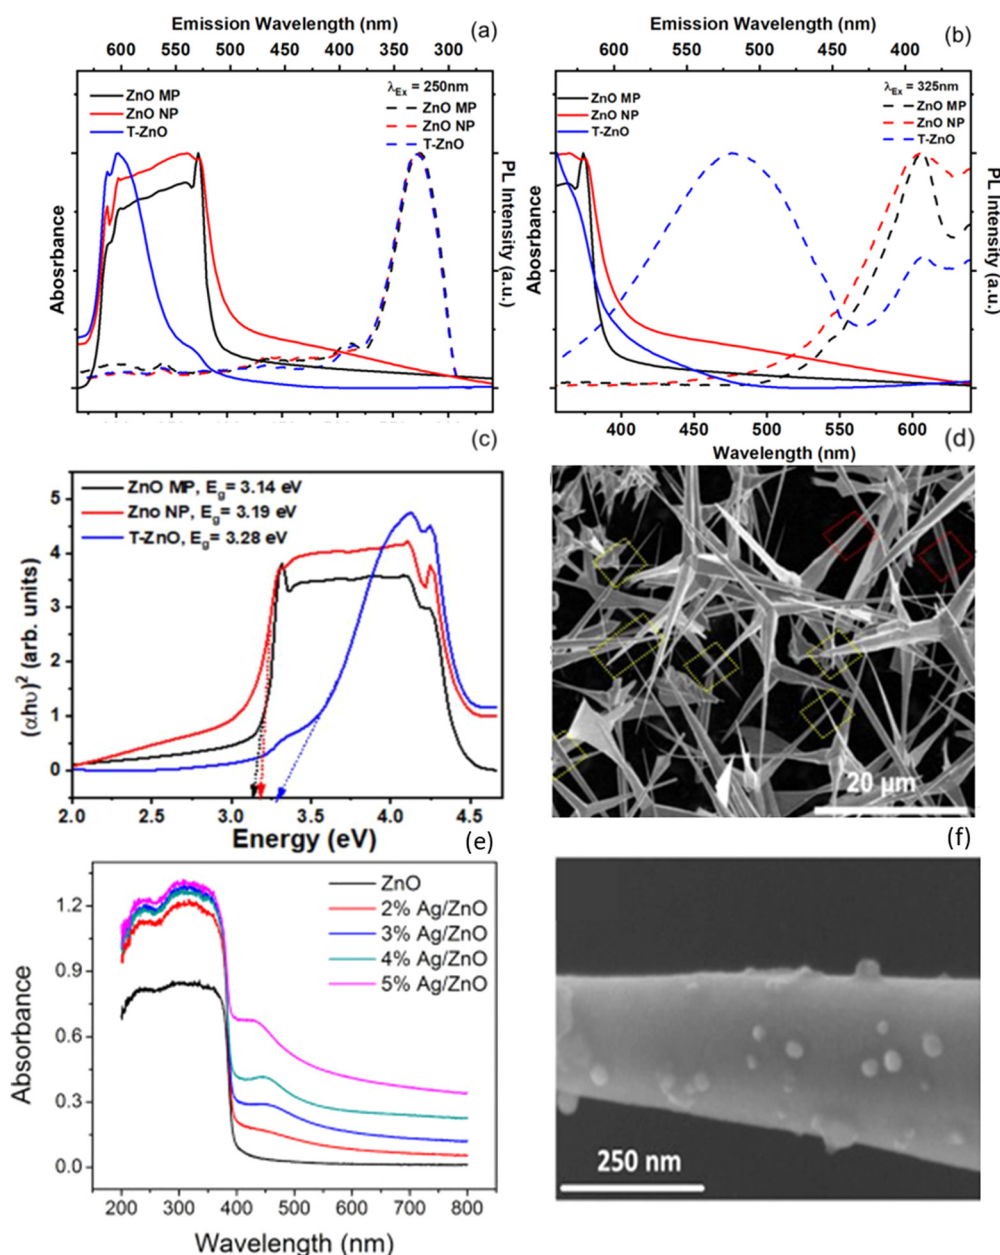 Emission Wavelength (nm)
600 550 500 450 400 350 300
(a)
λEx = 250nm
ZnO MP
ZnO NP
T-ZnO
ZnO MP
ZnO NP
T-ZnO
Abosrbance
PL Intensity (a.u.)
Emission Wavelength (nm)
600 550 500 450 400
(b)
λEx = 325nm
ZnO MP
ZnO NP
T-ZnO
ZnO MP
ZnO NP
T-ZnO
Abosrbance
PL Intensity (a.u.)
400 450 500 550 600
Wavelength (nm)
(c)
ZnO MP, Eg= 3.14 eV
Zno NP, Eg= 3.19 eV
T-ZnO, Eg= 3.28 eV
(αhυ)2 (arb. units)
5
4
3
2
1
0
2.0 2.5 3.0 3.5 4.0 4.5
Energy (eV)
(d)
20 µm
(e)
ZnO
2% Ag/ZnO
3% Ag/ZnO
4% Ag/ZnO
5% Ag/ZnO
Absorbance
1.2
0.9
0.6
0.3
0.0
200 300 400 500 600 700 800
Wavelength (nm)
(f)
250 nm